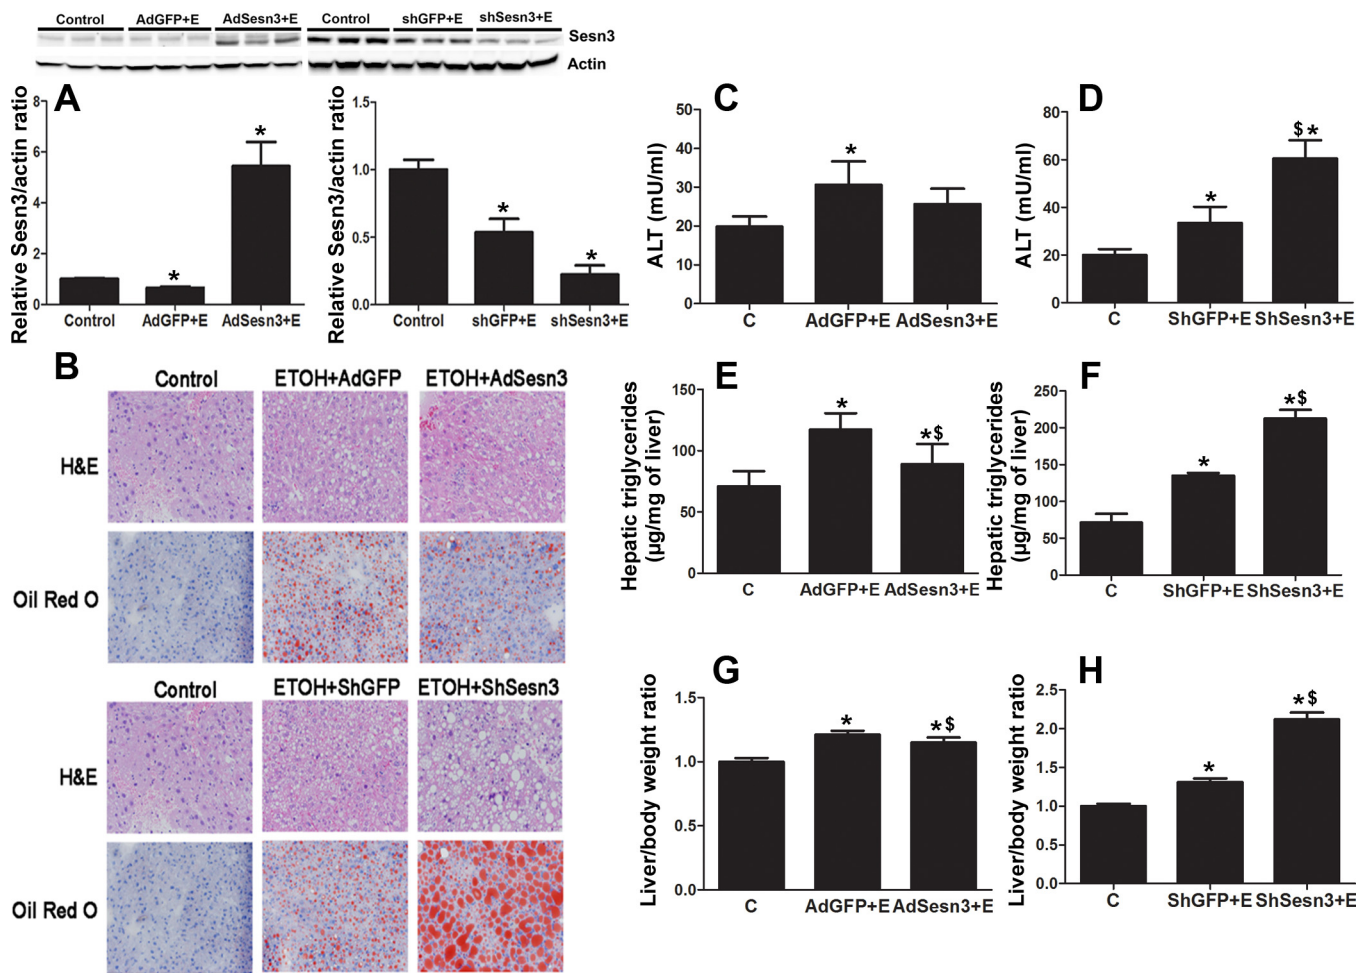 Control AdGFP+E AdSesn3+E Control shGFP+E shSesn3+E
Sesn3
Actin
A
Relative Sesn3/actin ratio
8
6
4
2
0
Control AdGFP+E AdSesn3+E
*
*
Relative Sesn3/actin ratio
1.5
1.0
0.5
0.0
Control shGFP+E shSesn3+E
*
*
C
ALT (mU/ml)
50
40
30
20
10
0
*
C AdGFP+E AdSesn3+E
D
ALT (mU/ml)
80
60
40
20
0
*
$ *
C ShGFP+E ShSesn3+E
B
Control ETOH+AdGFP ETOH+AdSesn3
H&E
Oil Red O
Control ETOH+ShGFP ETOH+ShSesn3
H&E
Oil Red O
E
Hepatic triglycerides
(µg/mg of liver)
150
100
50
0
*
*$
C AdGFP+E AdSesn3+E
F
Hepatic triglycerides
(µg/mg of liver)
250
200
150
100
50
0
*
*$
C ShGFP+E ShSesn3+E
G
Liver/body weight ratio
1.5
1.0
0.5
0.0
*
*$
C AdGFP+E AdSesn3+E
H
Liver/body weight ratio
2.5
2.0
1.5
1.0
0.5
0.0
*
*$
C ShGFP+E ShSesn3+E